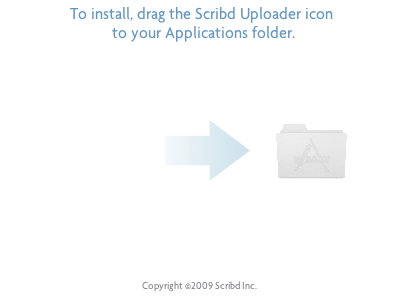 To install, drag the Scribd Uploader icon
to your Applications folder.
Copyright ©2009 Scribd Inc.